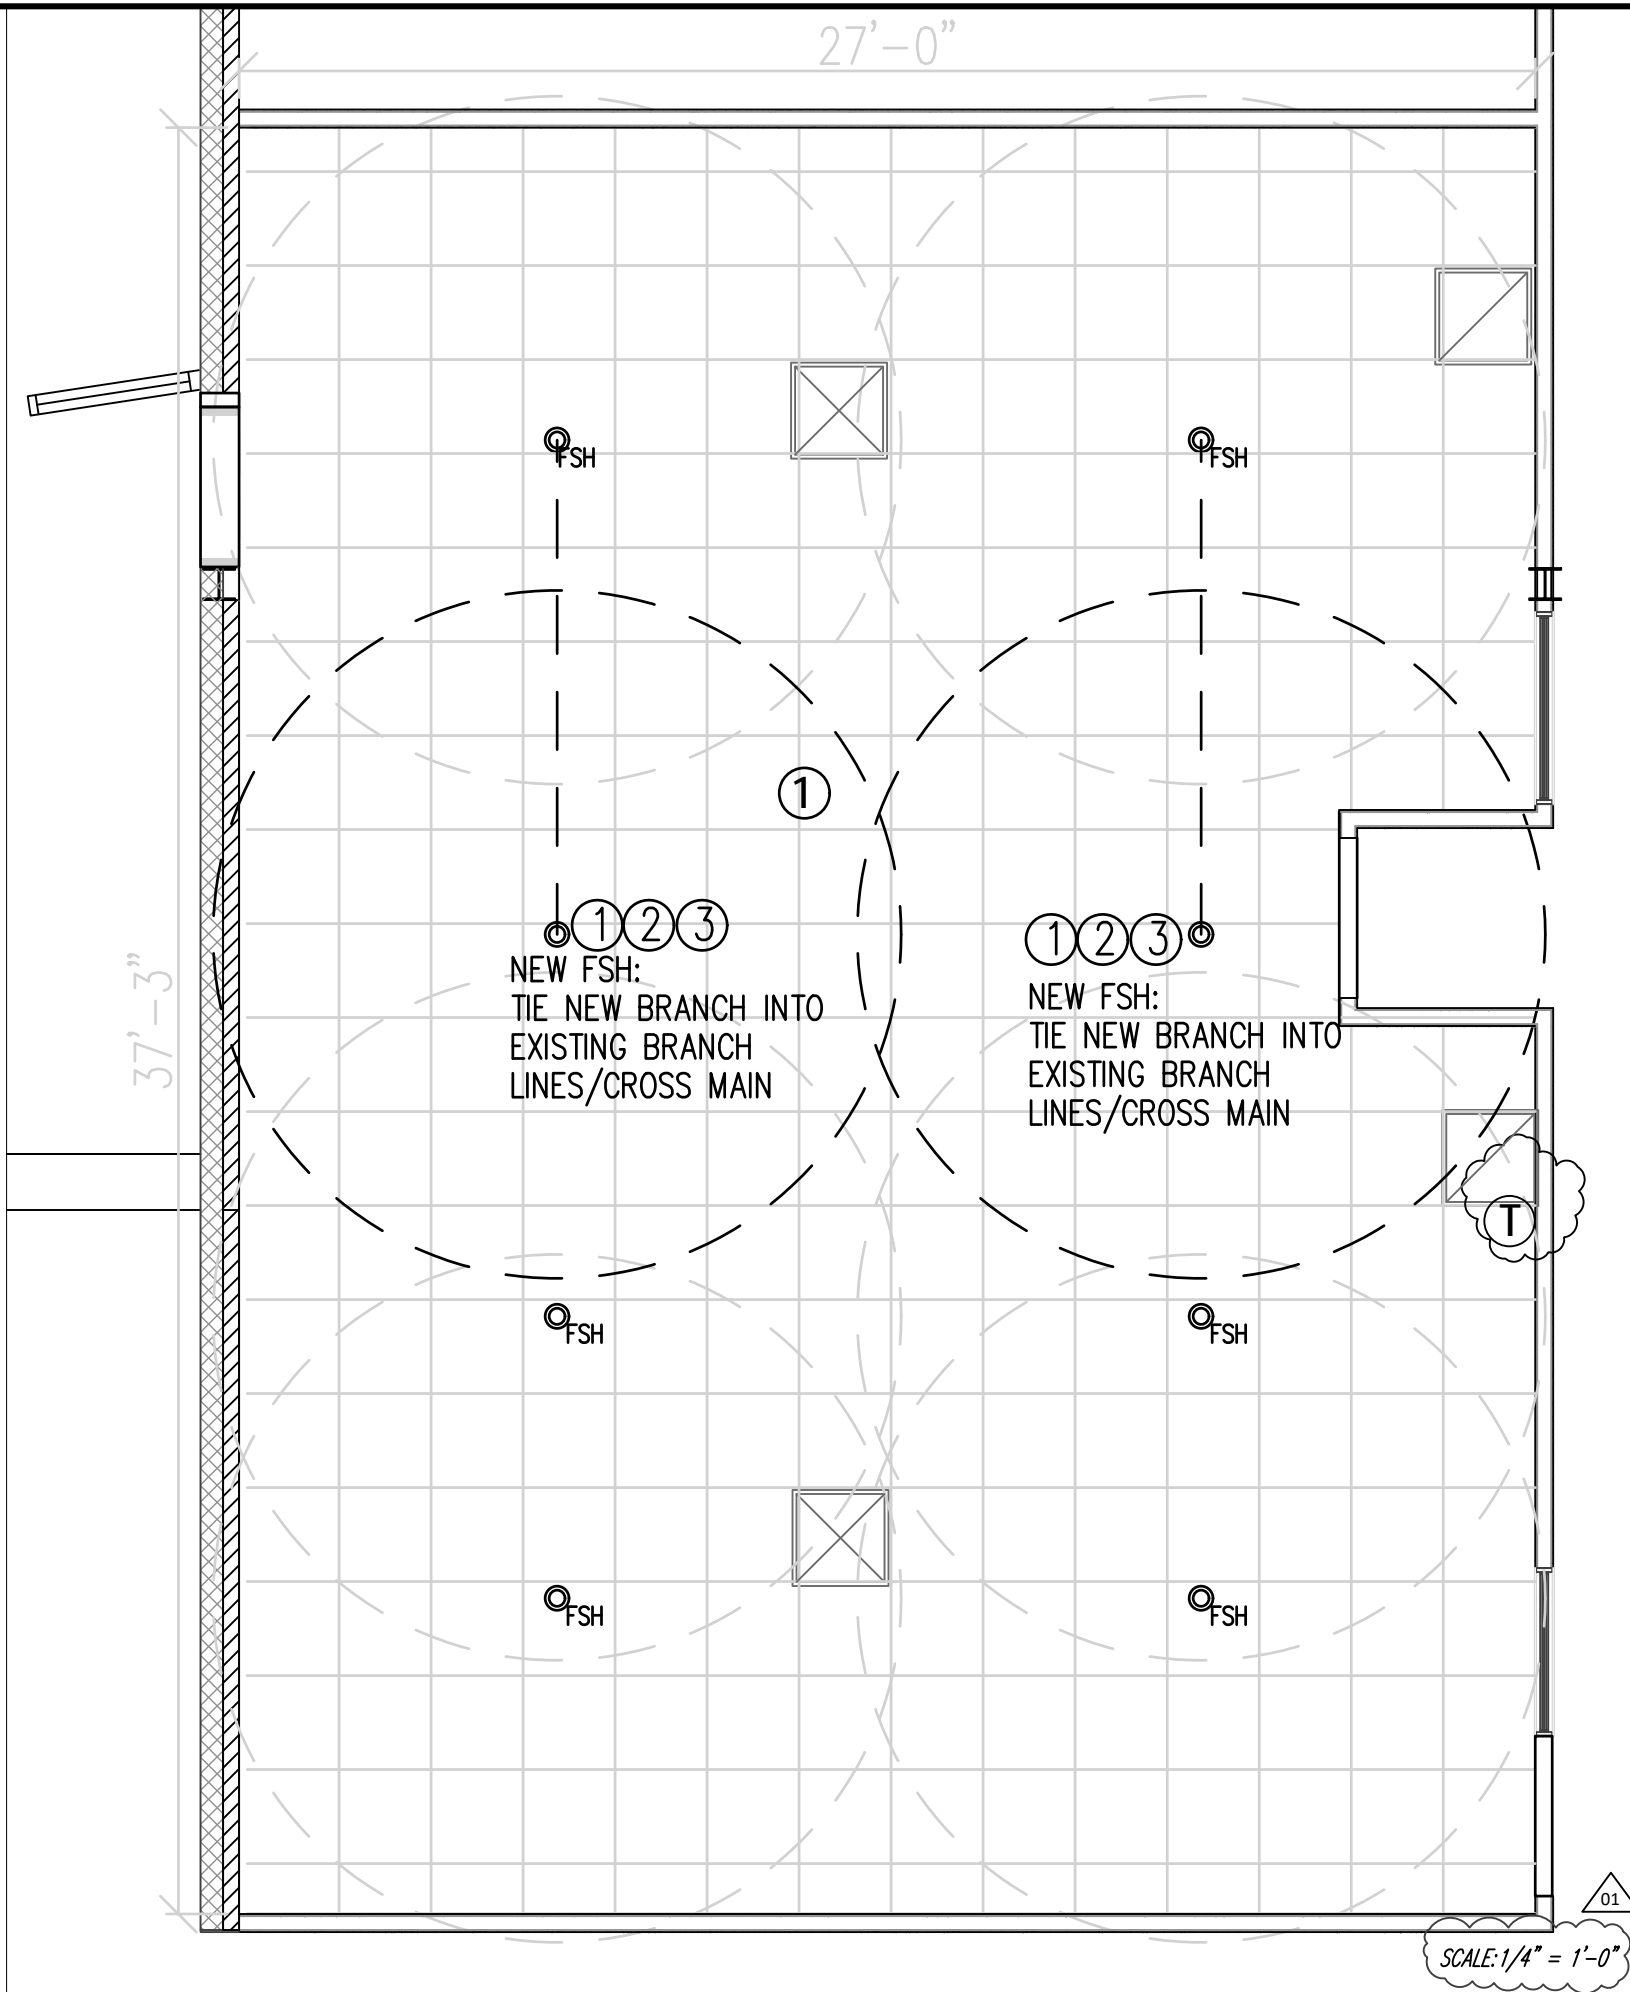 27'-0"
FSH
FSH
1
37'-3"
1 2 3
NEW FSH:
TIE NEW BRANCH INTO
EXISTING BRANCH
LINES/CROSS MAIN
1 2 3
NEW FSH:
TIE NEW BRANCH INTO
EXISTING BRANCH
LINES/CROSS MAIN
T
FSH
FSH
FSH
FSH
01
SCALE: 1/4" = 1'-0"